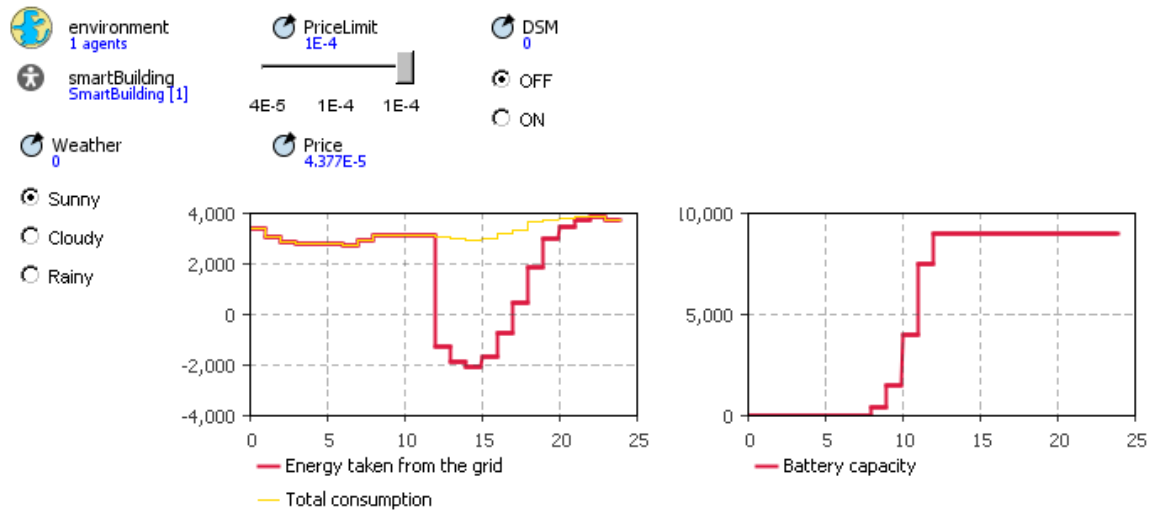 environment
1 agents
PriceLimit
1E-4
DSM
0
smartBuilding
SmartBuilding [1]
4E-5 1E-4 1E-4
OFF
ON
Weather
0
Price
4.377E-5
Sunny
Cloudy
Rainy
4,000
2,000
0
-2,000
-4,000
0 5 10 15 20 25
Energy taken from the grid
Total consumption
10,000
5,000
0
0 5 10 15 20 25
Battery capacity